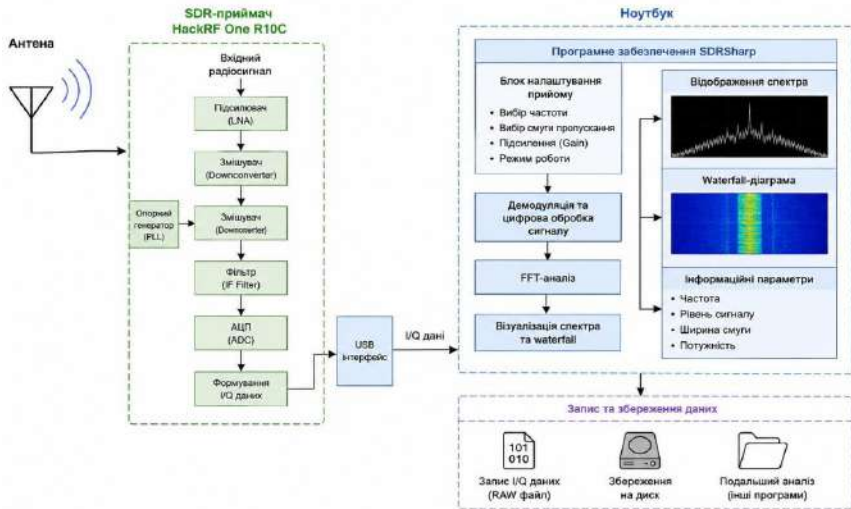 Антена
SDR-приймач
HackRF One R10C
Вхідний
радіосигнал
Підсилювач
(LNA)
Змішувач
(Downconverter)
Опорний
генератор
(PLL)
Змішувач
Фільтр
(IF Filter)
АЦП
(ADC)
Формування
I/Q даних
USB
інтерфейс
I/Q дані
Ноутбук
Програмне забезпечення SDRSharp
Блок налаштування
прийому
• Вибір частоти
• Вибір смуги пропускання
• Підсилення (Gain)
• Режим роботи
Демодуляція та
цифрова обробка
сигналу
FFT-аналіз
Візуалізація спектра
та waterfall
Відображення спектра
Waterfall-діаграма
Інформаційні параметри
• Частота
• Рівень сигналу
• Ширина смуги
• Потужність
Запис та збереження даних
101
010
Запис I/Q даних
(RAW файл)
Збереження
на диск
Подальший аналіз
(інші програми)